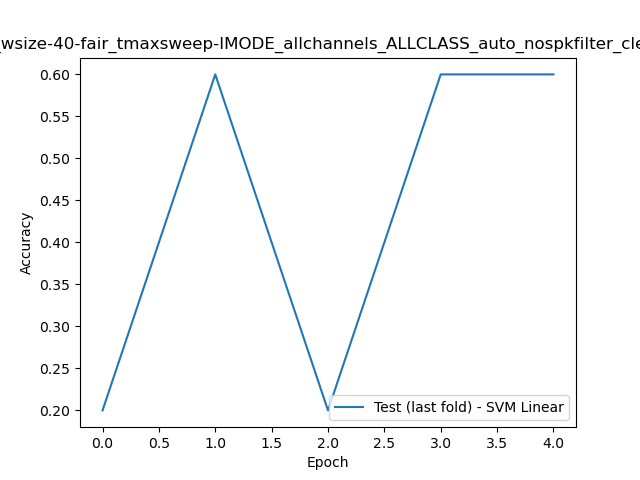 wsize-40-fair_tmaxsweep-IMODE_allchannels_ALLCLASS_auto_nospkfilter_cle
0.60
0.55
0.50
0.45
0.40
0.35
0.30
0.25
0.20
Accuracy
Test (last fold) - SVM Linear
0.0 0.5 1.0 1.5 2.0 2.5 3.0 3.5 4.0
Epoch